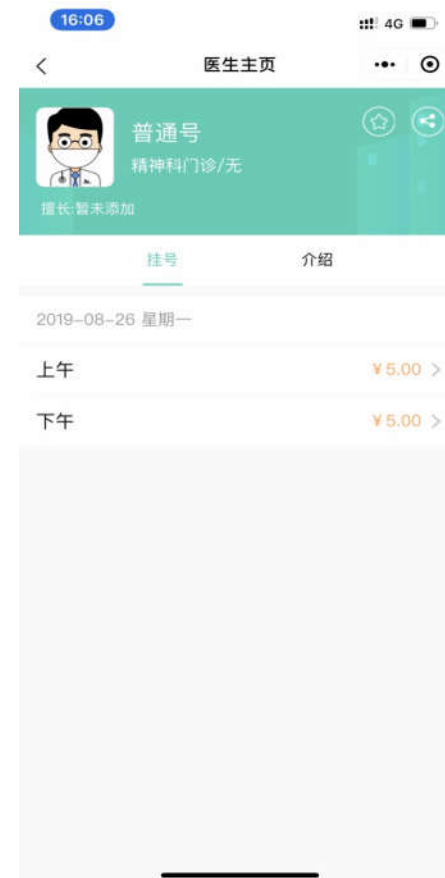 16:06
4G
医生主页
普通号
精神科门诊/无
擅长:暂未添加
挂号
介绍
2019-08-26 星期一
上午
¥5.00
下午
¥5.00